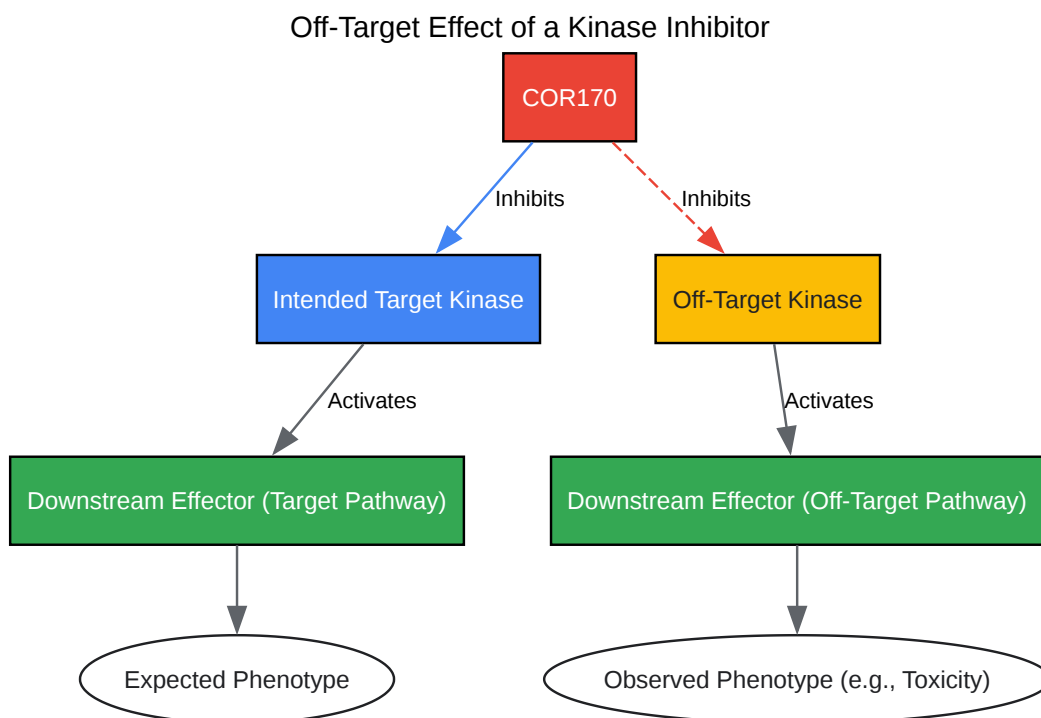 Off-Target Effect of a Kinase Inhibitor
COR170
Inhibits
Inhibits
Intended Target Kinase
Off-Target Kinase
Activates
Activates
Downstream Effector (Target Pathway)
Downstream Effector (Off-Target Pathway)
Expected Phenotype
Observed Phenotype (e.g., Toxicity)